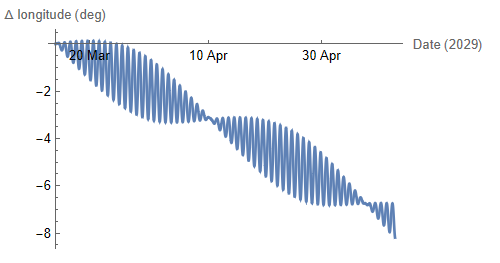 Δ longitude (deg)
Date (2029)
20 Mar
10 Apr
30 Apr
−2
−4
−6
−8